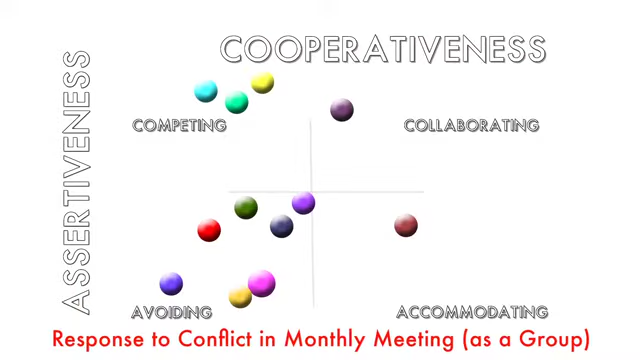 COOPERATIVENESS
ASSERTIVENESS
COMPETING
COLLABORATING
AVOIDING
ACCOMMODATING
Response to Conflict in Monthly Meeting (as a Group)